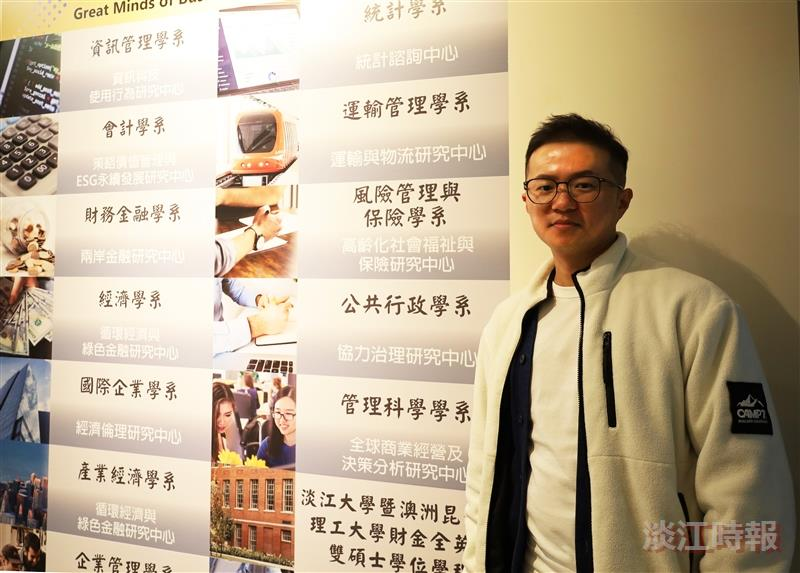 Great Minds of Bus
資訊管理學系
資訊科技
使用行為研究中心
會計學系
策略價值管理與
ESG永續發展研究中心
財務金融學系
兩岸金融研究中心
經濟學系
循環經濟與
綠色金融研究中心
國際企業學系
經濟倫理研究中心
產業經濟學系
循環經濟與
綠色金融研究中心
企業管理學系
統計學系
統計諮詢中心
運輸管理學系
運輸與物流研究中心
風險管理與
保險學系
高齡化社會福祉與
保險研究中心
公共行政學系
協力治理研究中心
管理科學學系
全球商業經營及
決策分析研究中心
淡江大學暨澳洲昆
理工大學財金全英
雙碩士學位學程
CAMP7
淡江時報